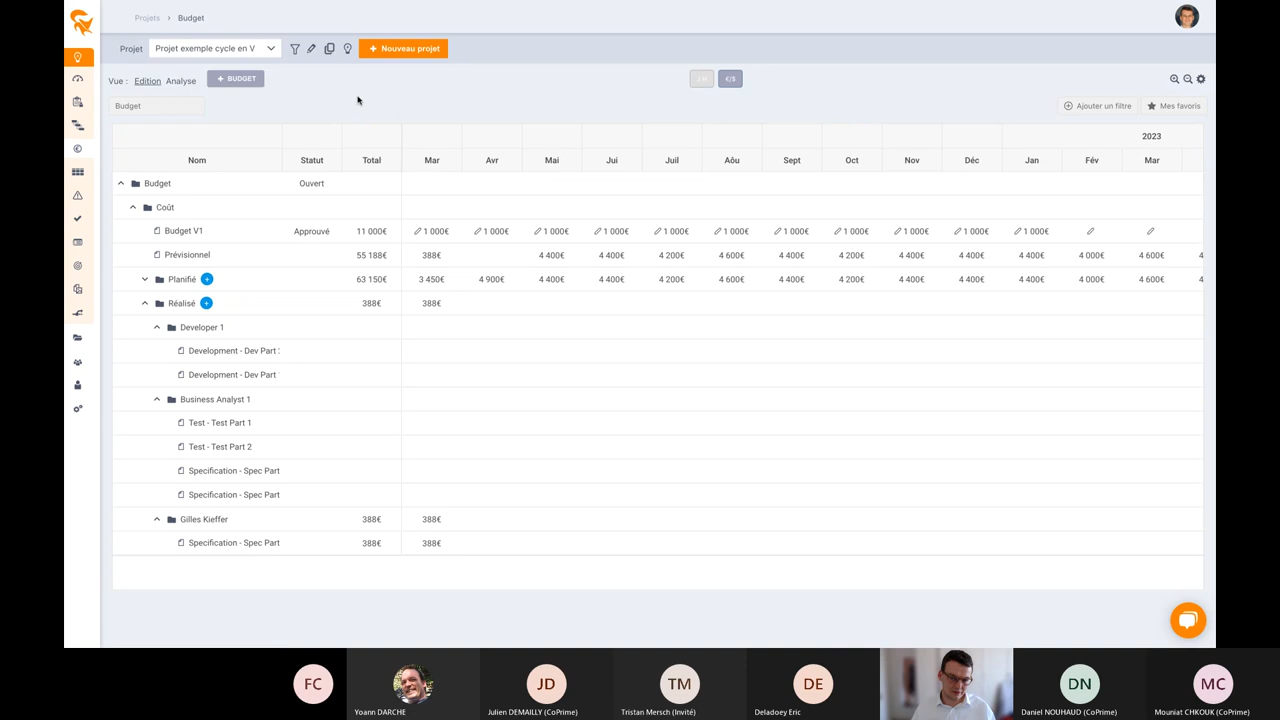 Projets > Budget
Projet Projet exemple cycle en V + Nouveau projet
Vue : Edition Analyse + BUDGET €/$
Budget Ajouter un filtre Mes favoris
2023
Nom Statut Total Mar Avr Mai Jui Juil Aôu Sept Oct Nov Déc Jan Fév Mar
Budget Ouvert
Coût
Budget V1 Approuvé 11 000€ 1 000€ 1 000€ 1 000€ 1 000€ 1 000€ 1 000€ 1 000€ 1 000€ 1 000€ 1 000€ 1 000€
Prévisionnel 55 188€ 388€ 4 400€ 4 400€ 4 200€ 4 600€ 4 400€ 4 200€ 4 400€ 4 400€ 4 400€ 4 000€ 4 600€ 4
Planifié + 63 150€ 3 450€ 4 900€ 4 400€ 4 400€ 4 200€ 4 600€ 4 400€ 4 200€ 4 400€ 4 400€ 4 400€ 4 000€ 4 600€ 4
Réalisé + 388€ 388€
Developer 1
Development - Dev Part
Development - Dev Part
Business Analyst 1
Test - Test Part 1
Test - Test Part 2
Specification - Spec Part
Specification - Spec Part
Gilles Kieffer 388€ 388€
Specification - Spec Part 388€ 388€
FC JD TM DE DN MC
Yoann DARCHE Julien DEMAILLY (CoPrime) Tristan Mersch (Invité) Deladoey Eric Daniel NOUHAUD (CoPrime) Mouniat CHKOUK (CoPrime)